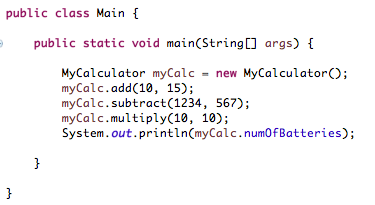 public class Main {
public static void main(String[] args) {
MyCalculator myCalc = new MyCalculator();
myCalc.add(10, 15);
myCalc.subtract(1234, 567);
myCalc.multiply(10, 10);
System.out.println(myCalc.numOfBatteries);
}
}